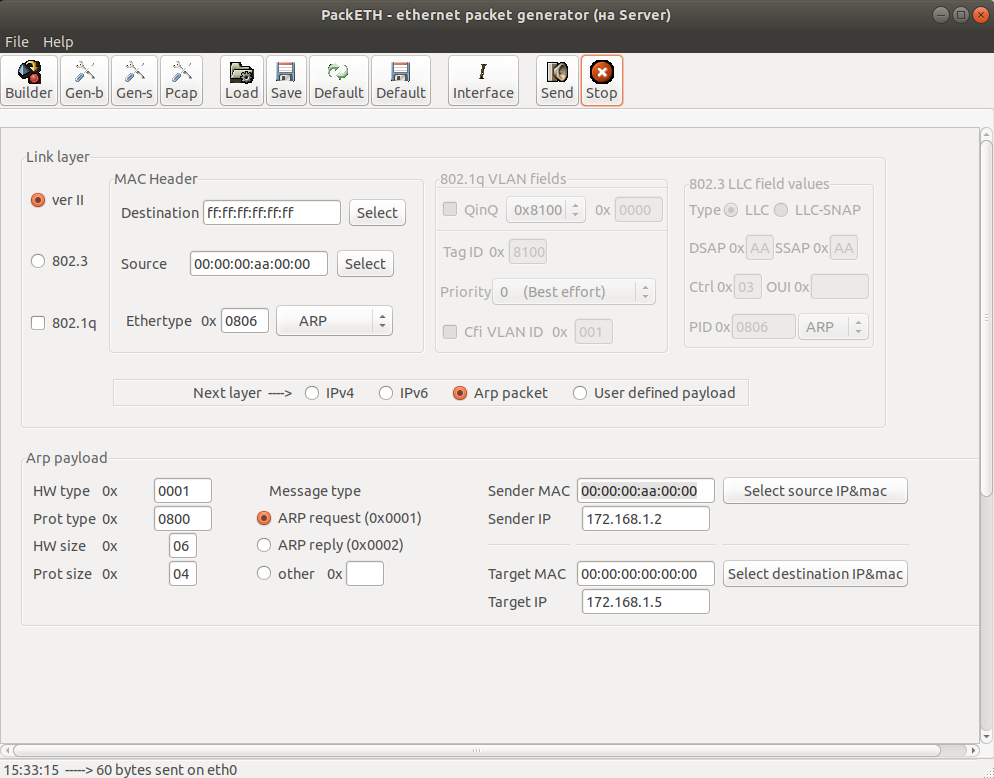 PackETH - ethernet packet generator (на Server)
File Help
Builder Gen-b Gen-s Pcap Load Save Default Default Interface Send Stop
Link layer
MAC Header 802.1q VLAN fields 802.3 LLC field values
ver II Destination ff:ff:ff:ff:ff:ff Select QinQ 0x8100 0x 0000 Type LLC LLC-SNAP
802.3 Source 00:00:00:aa:00:00 Select Tag ID 0x 8100 DSAP 0x AA SSAP 0x AA
Priority 0 (Best effort) Ctrl 0x 03 OUI 0x
802.1q Ethertype 0x 0806 ARP Cfi VLAN ID 0x 001 PID 0x 0806 ARP
Next layer ----> IPv4 IPv6 Arp packet User defined payload
Arp payload
HW type 0x 0001 Message type Sender MAC 00:00:00:aa:00:00 Select source IP&mac
Prot type 0x 0800 ARP request (0x0001) Sender IP 172.168.1.2
HW size 0x 06 ARP reply (0x0002)
Prot size 0x 04 other 0x Target MAC 00:00:00:00:00:00 Select destination IP&mac
Target IP 172.168.1.5
15:33:15 -----> 60 bytes sent on eth0